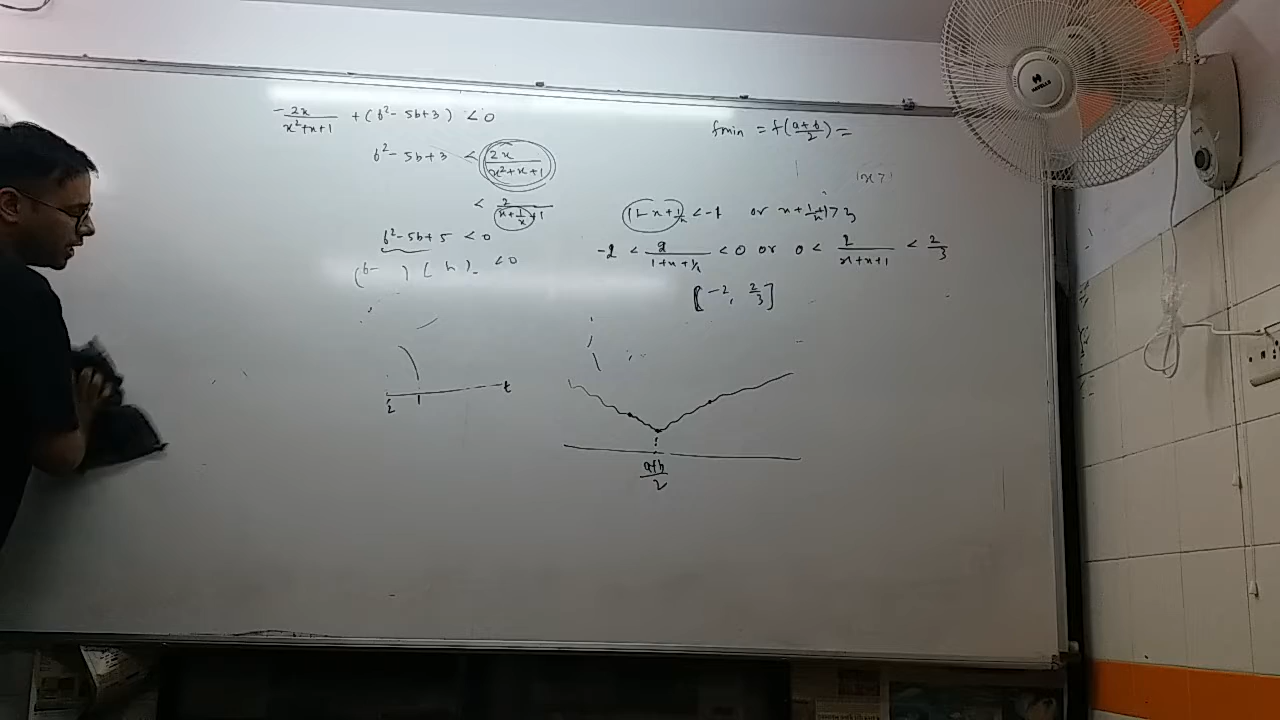 -2x/(x²+x+1) + (b²-5b+3) < 0
b²-5b+3 < 2x/(x²+x+1)
< 2/(x+1/x+1)
b²-5b+5 < 0
< 0
fmin = f((a+b)/2) =
x+1/x < -1 or x+1/x+1 > 3
-2 < 2/(1+x+1/x) < 0 or 0 < 2/(x+x+1) < 2/3
[-2, 2/3]
t
1
(a+b)/2
HAVELLS